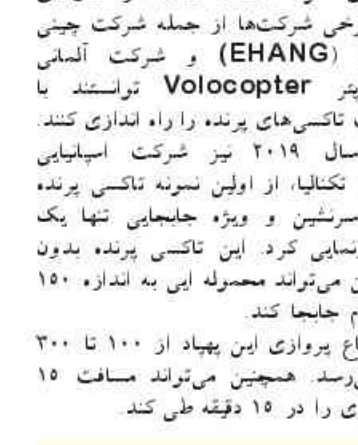 برخی شرکت‌ها از جمله شرکت چینی
(EHANG) و شرکت آلمانی
Volocopter توانستند با
تاکسی‌های پرنده را راه اندازی کنند.
سال ۲۰۱۹ نیز شرکت اسپانیایی
تکنالیا، از اولین نمونه تاکسی پرنده
سرنشین و ویژه جابجایی تنها یک
رونمایی کرد. این تاکسی پرنده بدون
می‌تواند محموله ایی به اندازه ۱۵۰
جابجا کند.
پروازی این پهپاد از ۱۰۰ تا ۳۰۰
می‌رسد. همچنین می‌تواند مسافت ۱۵
را در ۱۵ دقیقه طی کند.